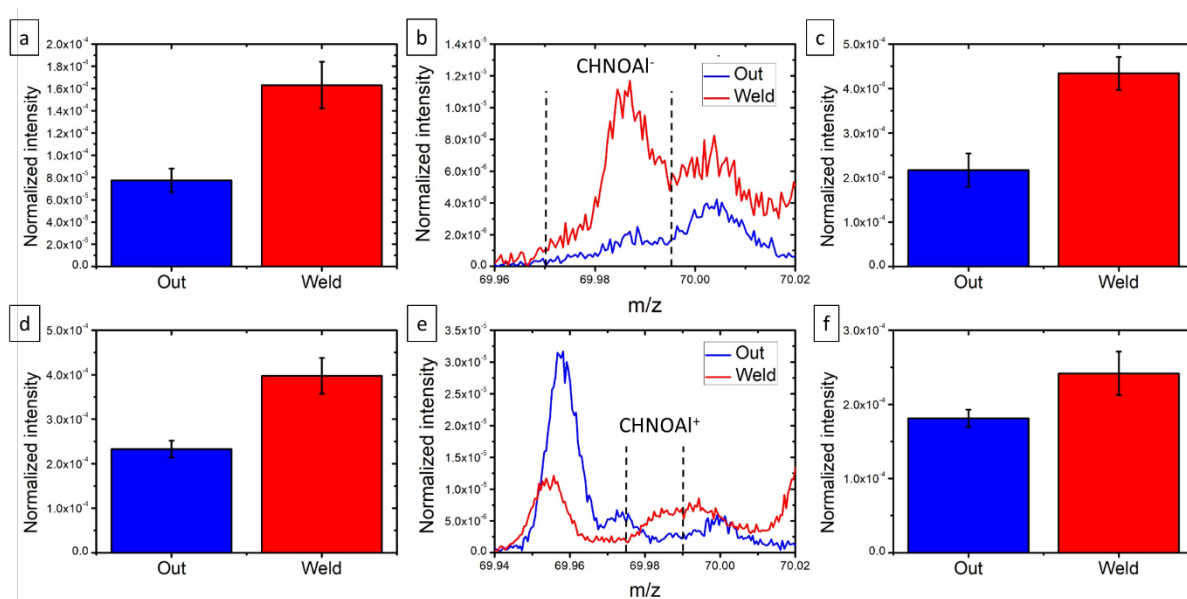 a
Normalized intensity
2.0x10⁻⁴
1.8x10⁻⁴
1.6x10⁻⁴
1.4x10⁻⁴
1.2x10⁻⁴
1.0x10⁻⁴
8.0x10⁻⁵
6.0x10⁻⁵
4.0x10⁻⁵
2.0x10⁻⁵
0.0
Out Weld
b
Normalized intensity
1.4x10⁻⁵
1.2x10⁻⁵
1.0x10⁻⁵
8.0x10⁻⁶
6.0x10⁻⁶
4.0x10⁻⁶
2.0x10⁻⁶
0.0
CHNOAl⁻
Out
Weld
69.96 69.98 70.00 70.02
m/z
c
Normalized intensity
5.0x10⁻⁴
4.0x10⁻⁴
3.0x10⁻⁴
2.0x10⁻⁴
1.0x10⁻⁴
0.0
Out Weld
d
Normalized intensity
5.0x10⁻⁴
4.0x10⁻⁴
3.0x10⁻⁴
2.0x10⁻⁴
1.0x10⁻⁴
0.0
Out Weld
e
Normalized intensity
3.5x10⁻⁵
3.0x10⁻⁵
2.5x10⁻⁵
2.0x10⁻⁵
1.5x10⁻⁵
1.0x10⁻⁵
5.0x10⁻⁶
0.0
CHNOAl⁺
Out
Weld
69.94 69.96 69.98 70.00 70.02
m/z
f
Normalized intensity
3.0x10⁻⁴
2.0x10⁻⁴
1.0x10⁻⁴
0.0
Out Weld